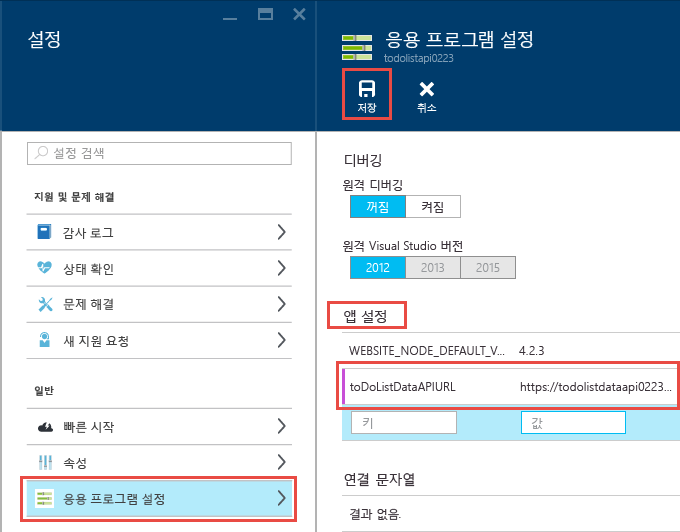 설정
설정 검색
지원 및 문제 해결
감사 로그
상태 확인
문제 해결
새 지원 요청
일반
빠른 시작
속성
응용 프로그램 설정
응용 프로그램 설정
todolistapi0223
저장 취소
디버깅
원격 디버깅
꺼짐 켜짐
원격 Visual Studio 버전
2012 2013 2015
앱 설정
WEBSITE_NODE_DEFAULT_V... 4.2.3
toDoListDataAPIURL https://todolistdataapi0223...
키 값
연결 문자열
결과 없음.